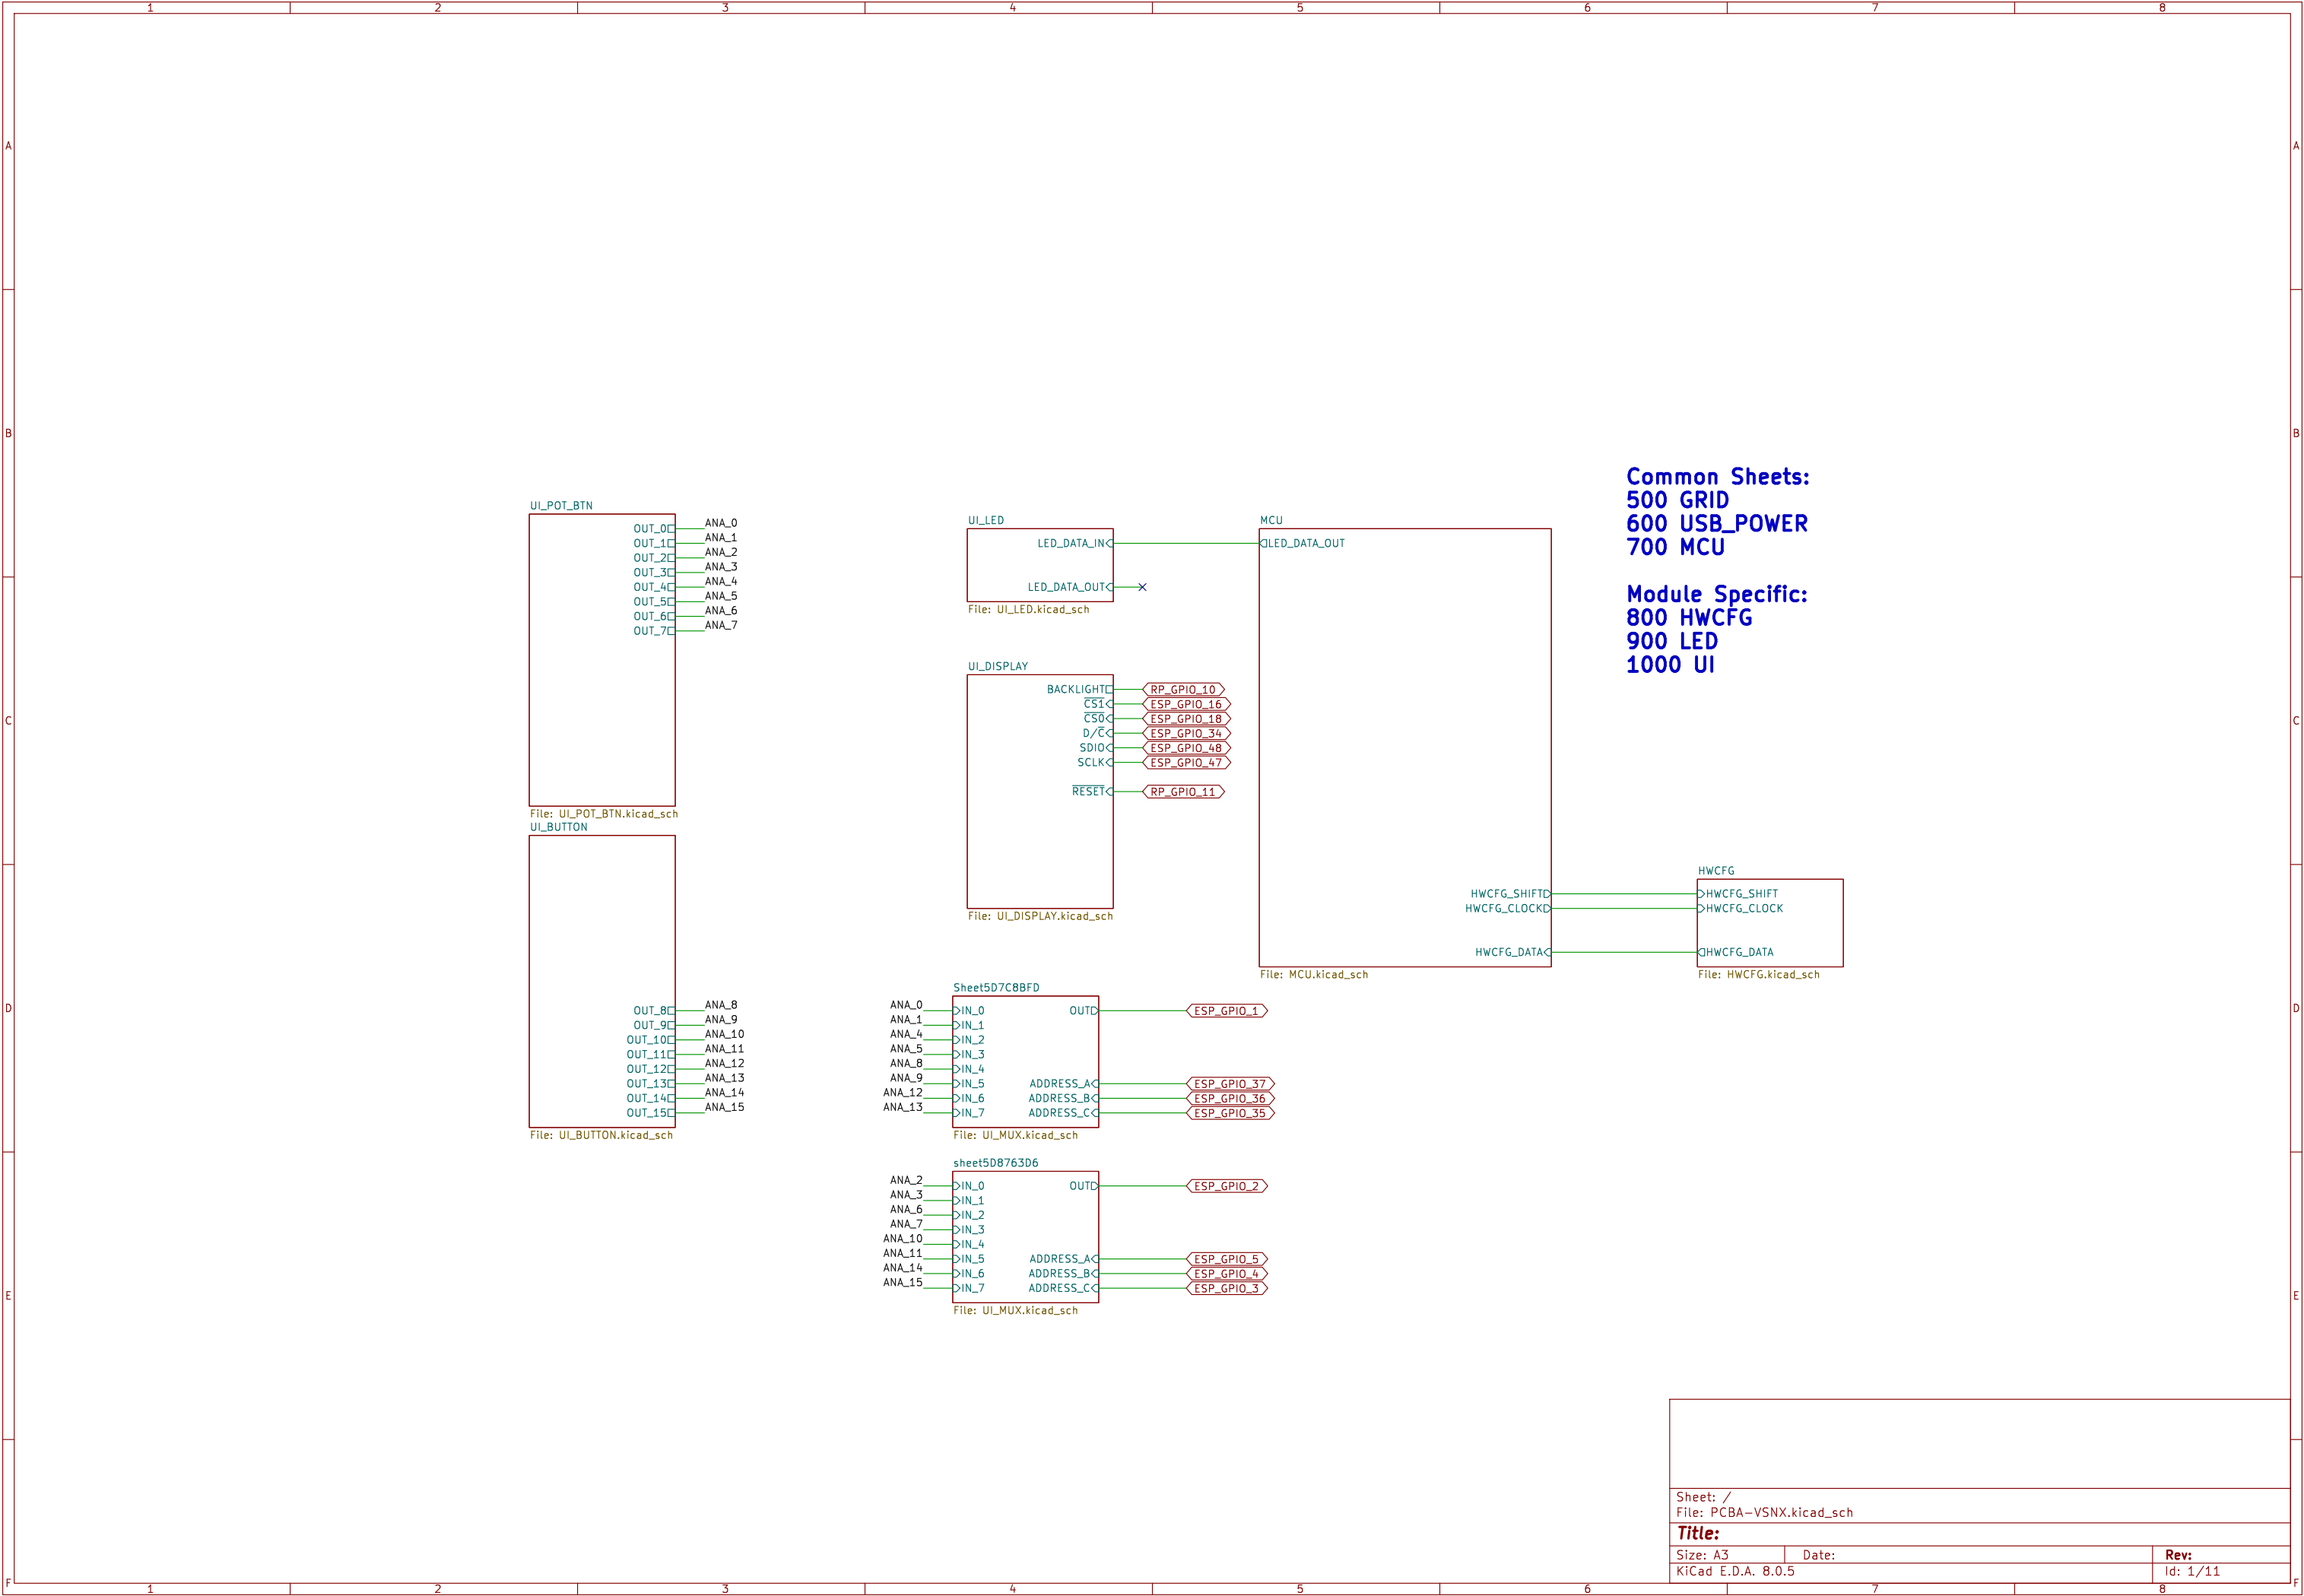 1 2 3 4 5 6 7 8
A A
B B
C C
D D
E E
F F
1 2 3 4 5 6 7 8
UI_POT_BTN
OUT_0 ANA_0
OUT_1 ANA_1
OUT_2 ANA_2
OUT_3 ANA_3
OUT_4 ANA_4
OUT_5 ANA_5
OUT_6 ANA_6
OUT_7 ANA_7
File: UI_POT_BTN.kicad_sch
UI_BUTTON
OUT_8 ANA_8
OUT_9 ANA_9
OUT_10 ANA_10
OUT_11 ANA_11
OUT_12 ANA_12
OUT_13 ANA_13
OUT_14 ANA_14
OUT_15 ANA_15
File: UI_BUTTON.kicad_sch
UI_LED
LED_DATA_IN
LED_DATA_OUT
File: UI_LED.kicad_sch
UI_DISPLAY
BACKLIGHT RP_GPIO_10
CS1 ESP_GPIO_16
CS0 ESP_GPIO_18
D/C ESP_GPIO_34
SDIO ESP_GPIO_48
SCLK ESP_GPIO_47
RESET RP_GPIO_11
File: UI_DISPLAY.kicad_sch
Sheet5D7C8BFD
ANA_0 IN_0 OUT ESP_GPIO_1
ANA_1 IN_1
ANA_4 IN_2
ANA_5 IN_3
ANA_8 IN_4
ANA_9 IN_5 ADDRESS_A ESP_GPIO_37
ANA_12 IN_6 ADDRESS_B ESP_GPIO_36
ANA_13 IN_7 ADDRESS_C ESP_GPIO_35
File: UI_MUX.kicad_sch
sheet5D8763D6
ANA_2 IN_0 OUT ESP_GPIO_2
ANA_3 IN_1
ANA_6 IN_2
ANA_7 IN_3
ANA_10 IN_4
ANA_11 IN_5 ADDRESS_A ESP_GPIO_5
ANA_14 IN_6 ADDRESS_B ESP_GPIO_4
ANA_15 IN_7 ADDRESS_C ESP_GPIO_3
File: UI_MUX.kicad_sch
MCU
LED_DATA_OUT
HWCFG_SHIFT
HWCFG_CLOCK
HWCFG_DATA
File: MCU.kicad_sch
HWCFG
HWCFG_SHIFT
HWCFG_CLOCK
HWCFG_DATA
File: HWCFG.kicad_sch
Common Sheets:
500 GRID
600 USB_POWER
700 MCU
Module Specific:
800 HWCFG
900 LED
1000 UI
Sheet: /
File: PCBA-VSNX.kicad_sch
Title:
Size: A3 Date: Rev:
KiCad E.D.A. 8.0.5 Id: 1/11